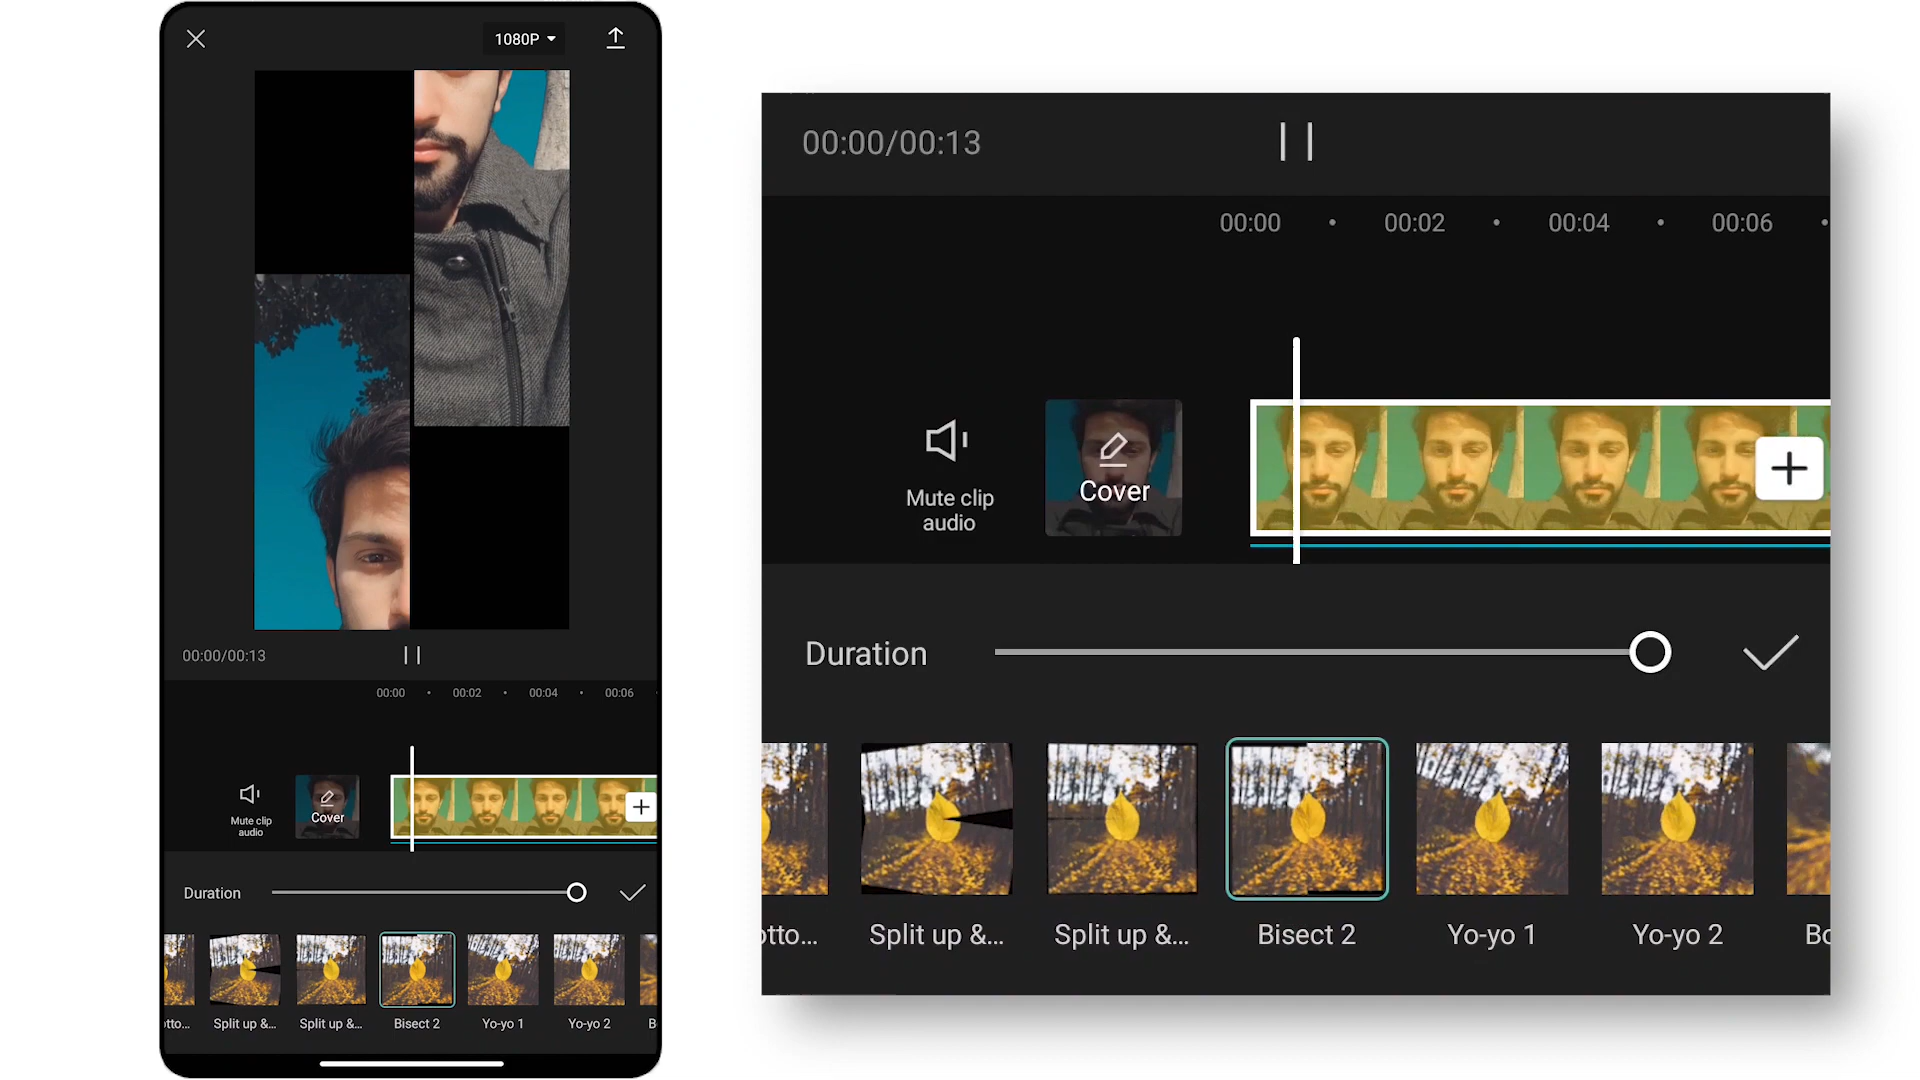 1080P
00:00/00:13
00:00 • 00:02 • 00:04 • 00:06
Mute clip
audio
Cover
Duration
otto...
Split up &...
Split up &...
Bisect 2
Yo-yo 1
Yo-yo 2
B
00:00/00:13
00:00 • 00:02 • 00:04 • 00:06 •
Mute clip
audio
Cover
Duration
otto...
Split up &...
Split up &...
Bisect 2
Yo-yo 1
Yo-yo 2
Bo